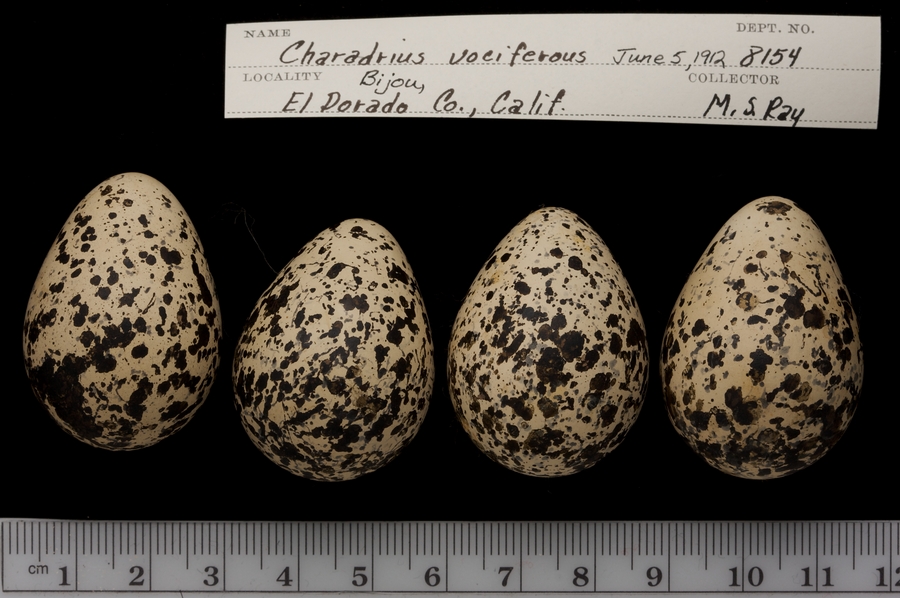 NAME DEPT. NO.
Charadrius vociferous June 5, 1912 8154
LOCALITY Bijou, COLLECTOR
El Dorado Co., Calif. M. S. Ray
cm 1 2 3 4 5 6 7 8 9 10 11 12